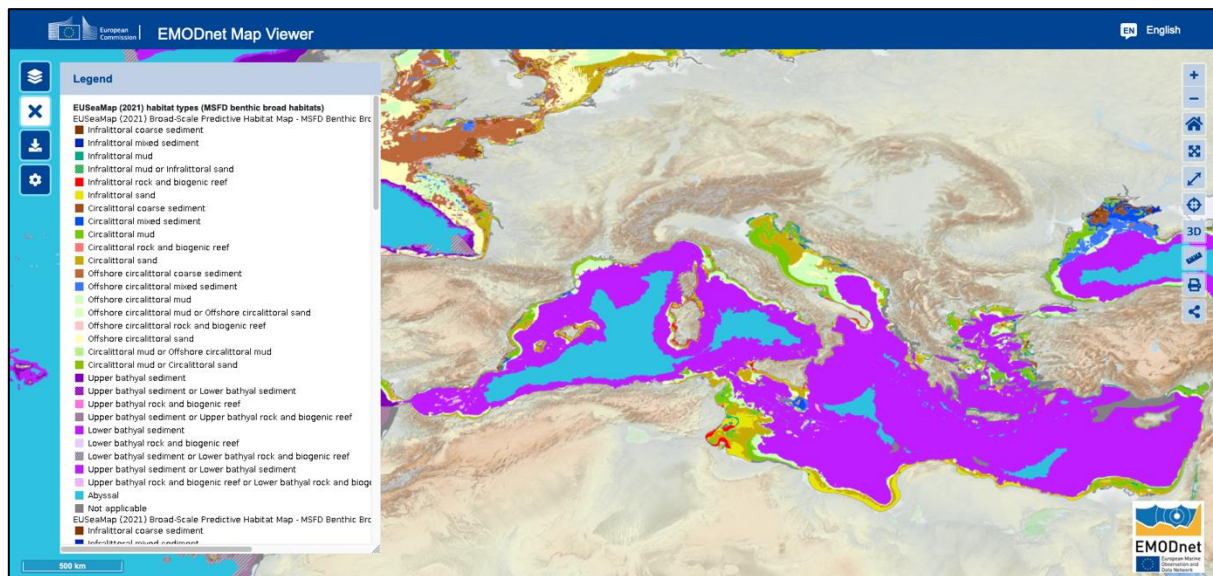 European
Commission
EMODnet Map Viewer
EN English
Legend
EUSeaMap (2021) habitat types (MSFD benthic broad habitats)
EUSeaMap (2021) Broad-Scale Predictive Habitat Map - MSFD Benthic Brc
Infralittoral coarse sediment
Infralittoral mixed sediment
Infralittoral mud
Infralittoral mud or Infralittoral sand
Infralittoral rock and biogenic reef
Infralittoral sand
Circalittoral coarse sediment
Circalittoral mixed sediment
Circalittoral mud
Circalittoral rock and biogenic reef
Circalittoral sand
Offshore circalittoral coarse sediment
Offshore circalittoral mixed sediment
Offshore circalittoral mud
Offshore circalittoral mud or Offshore circalittoral sand
Offshore circalittoral rock and biogenic reef
Offshore circalittoral sand
Circalittoral mud or Offshore circalittoral mud
Circalittoral mud or Circalittoral sand
Upper bathyal sediment
Upper bathyal sediment or Lower bathyal sediment
Upper bathyal rock and biogenic reef
Upper bathyal sediment or Upper bathyal rock and biogenic reef
Lower bathyal sediment
Lower bathyal rock and biogenic reef
Lower bathyal sediment or Lower bathyal rock and biogenic reef
Upper bathyal sediment or Lower bathyal sediment
Upper bathyal rock and biogenic reef or Lower bathyal rock and bioge
Abyssal
Not applicable
EUSeaMap (2021) Broad-Scale Predictive Habitat Map - MSFD Benthic Brc
Infralittoral coarse sediment
Infralittoral mixed sediment
500 km
3D
EMODnet
European Marine
Observation and
Data Network